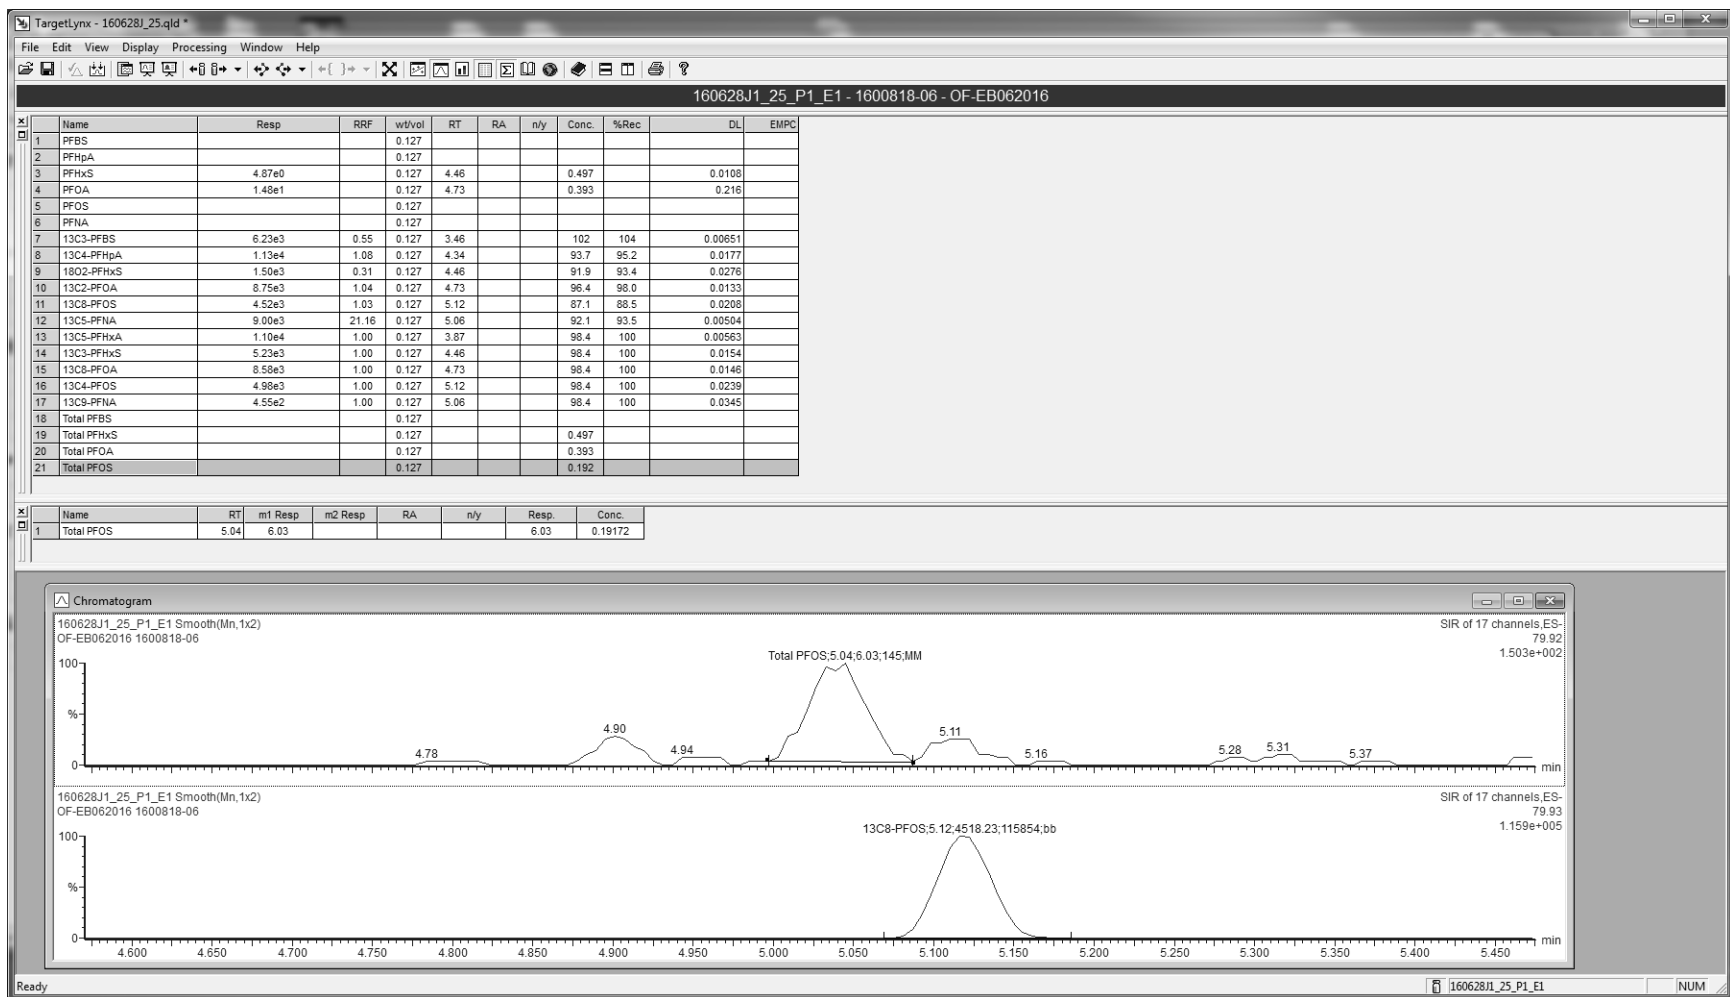 TargetLynx - 160628J_25.qld *
File Edit View Display Processing Window Help
160628J1_25_P1_E1 - 1600818-06 - OF-EB062016
Name Resp RRF wt/vol RT RA n/y Conc. %Rec DL EMPC
1 PFBS 0.127
2 PFHpA 0.127
3 PFHxS 4.87e0 0.127 4.46 0.497 0.0108
4 PFOA 1.48e1 0.127 4.73 0.393 0.216
5 PFOS 0.127
6 PFNA 0.127
7 13C3-PFBS 6.23e3 0.55 0.127 3.46 102 104 0.00651
8 13C4-PFHpA 1.13e4 1.08 0.127 4.34 93.7 95.2 0.0177
9 18O2-PFHxS 1.50e3 0.31 0.127 4.46 91.9 93.4 0.0276
10 13C2-PFOA 8.75e3 1.04 0.127 4.73 96.4 98.0 0.0133
11 13C8-PFOS 4.52e3 1.03 0.127 5.12 87.1 88.5 0.0208
12 13C5-PFNA 9.00e3 21.16 0.127 5.06 92.1 93.5 0.00504
13 13C5-PFHxA 1.10e4 1.00 0.127 3.87 98.4 100 0.00563
14 13C3-PFHxS 5.23e3 1.00 0.127 4.46 98.4 100 0.0154
15 13C8-PFOA 8.58e3 1.00 0.127 4.73 98.4 100 0.0146
16 13C4-PFOS 4.98e3 1.00 0.127 5.12 98.4 100 0.0239
17 13C9-PFNA 4.55e2 1.00 0.127 5.06 98.4 100 0.0345
18 Total PFBS 0.127
19 Total PFHxS 0.127 0.497
20 Total PFOA 0.127 0.393
21 Total PFOS 0.127 0.192
Name RT m1 Resp m2 Resp RA n/y Resp. Conc.
1 Total PFOS 5.04 6.03 6.03 0.19172
Chromatogram
160628J1_25_P1_E1 Smooth(Mn,1x2) SIR of 17 channels,ES-
OF-EB062016 1600818-06 79.92
1.503e+002
Total PFOS;5.04;6.03;145;MM
100
%
0
4.78 4.90 4.94 5.11 5.16 5.28 5.31 5.37
min
160628J1_25_P1_E1 Smooth(Mn,1x2) SIR of 17 channels,ES-
OF-EB062016 1600818-06 79.93
1.159e+005
13C8-PFOS;5.12;4518.23;115854;bb
100
%
0
min
4.600 4.650 4.700 4.750 4.800 4.850 4.900 4.950 5.000 5.050 5.100 5.150 5.200 5.250 5.300 5.350 5.400 5.450
Ready 160628J1_25_P1_E1 NUM